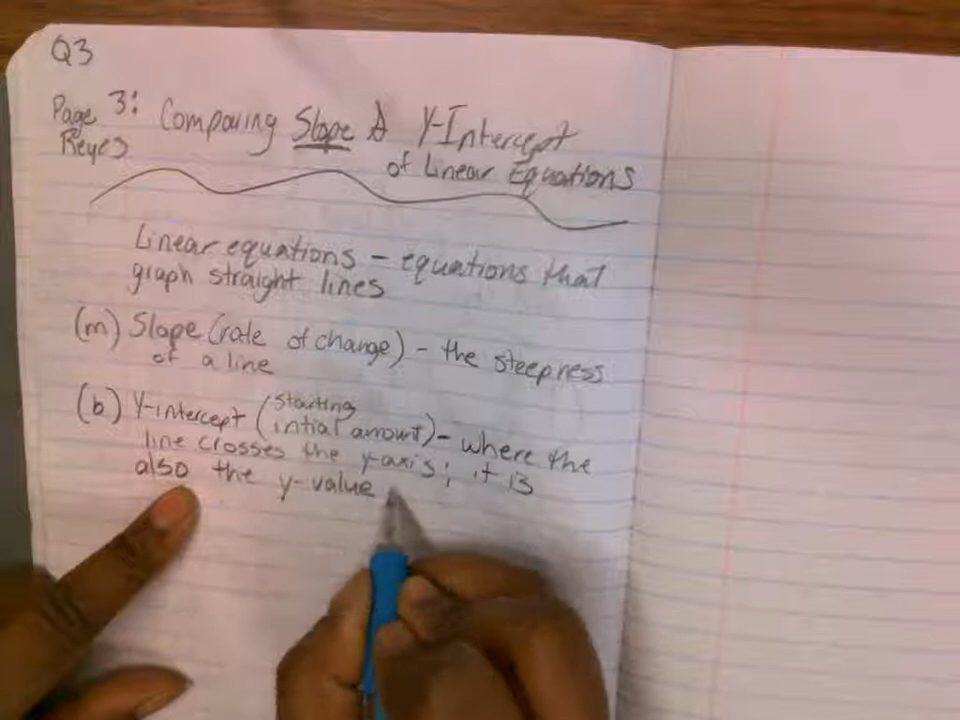 Q3
Page 3: Comparing Slope & Y-Intercept
Reyes of Linear Equations
Linear equations - equations that
graph straight lines
(m) Slope (rate of change) - the steepness
of a line
(b) Y-intercept (starting
intial amount) - where the
line crosses the y-axis; it is
also the y-value